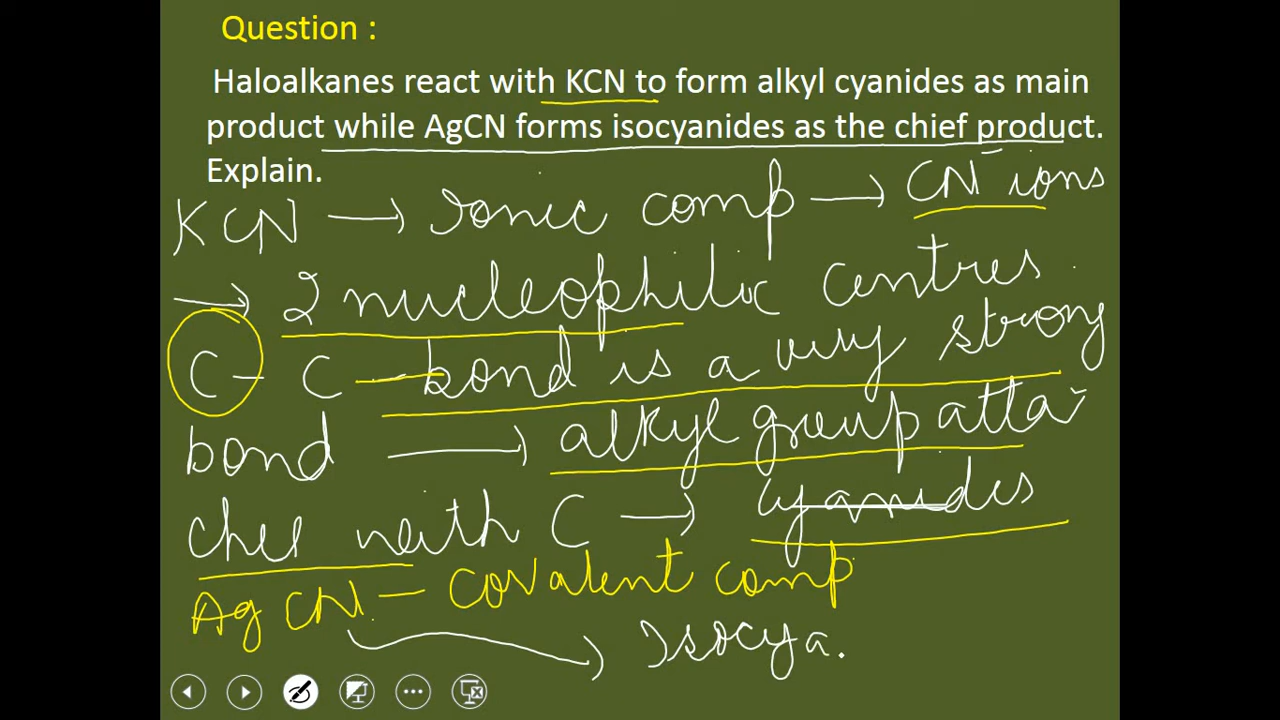 Question :
Haloalkanes react with KCN to form alkyl cyanides as main
product while AgCN forms isocyanides as the chief product.
Explain.
KCN → Ionic comp → CN⁻ ions
→ 2 nucleophilic centres
C - C - bond is a very strong
bond → alkyl group atta-
ched with C → cyanides
AgCN - covalent comp
→ Isocya.